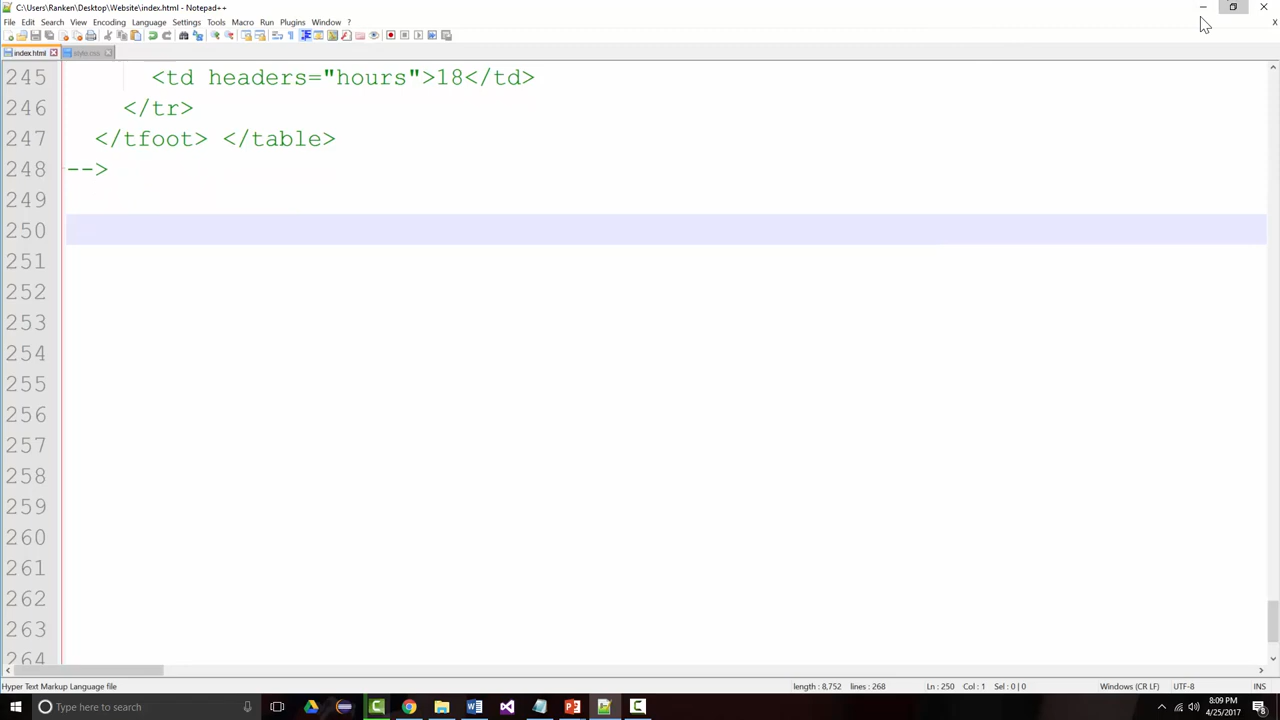 C:\Users\Ranken\Desktop\Website\index.html - Notepad++
File Edit Search View Encoding Language Settings Tools Macro Run Plugins Window ?
index.html style.css
245 <td headers="hours">18</td>
246 </tr>
247 </tfoot> </table>
248 -->
249
250
251
252
253
254
255
256
257
258
259
260
261
262
263
264
Hyper Text Markup Language file length : 8,752 lines : 268 Ln : 250 Col : 1 Sel : 0 | 0 Windows (CR LF) UTF-8 INS
Type here to search
8:09 PM
4/25/2017